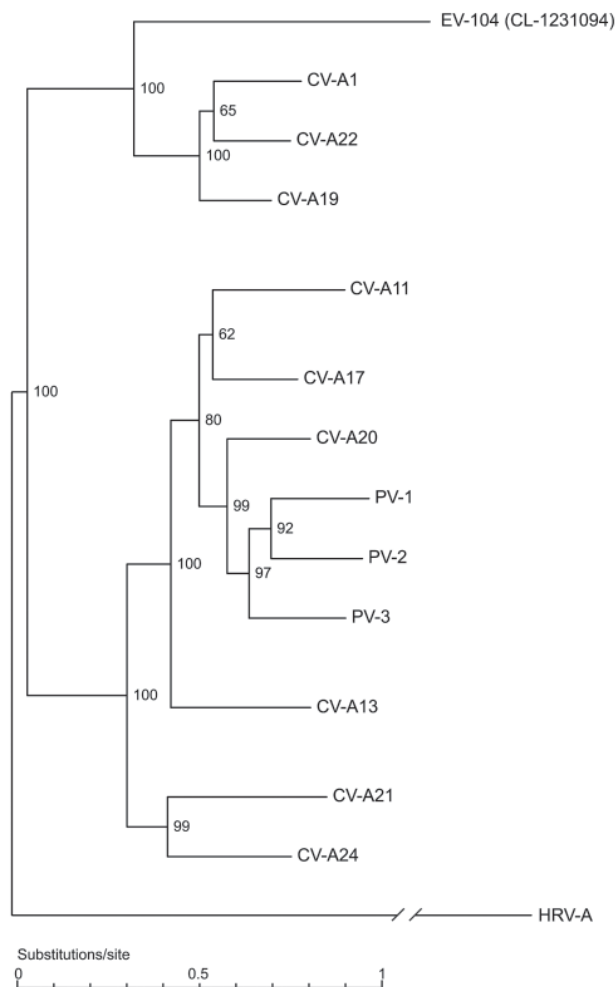 EV-104 (CL-1231094)
CV-A1
100
65
CV-A22
100
CV-A19
CV-A11
62
CV-A17
100
80
CV-A20
PV-1
99
92
PV-2
100
97
PV-3
100
CV-A13
CV-A21
99
CV-A24
HRV-A
Substitutions/site
0 0.5 1